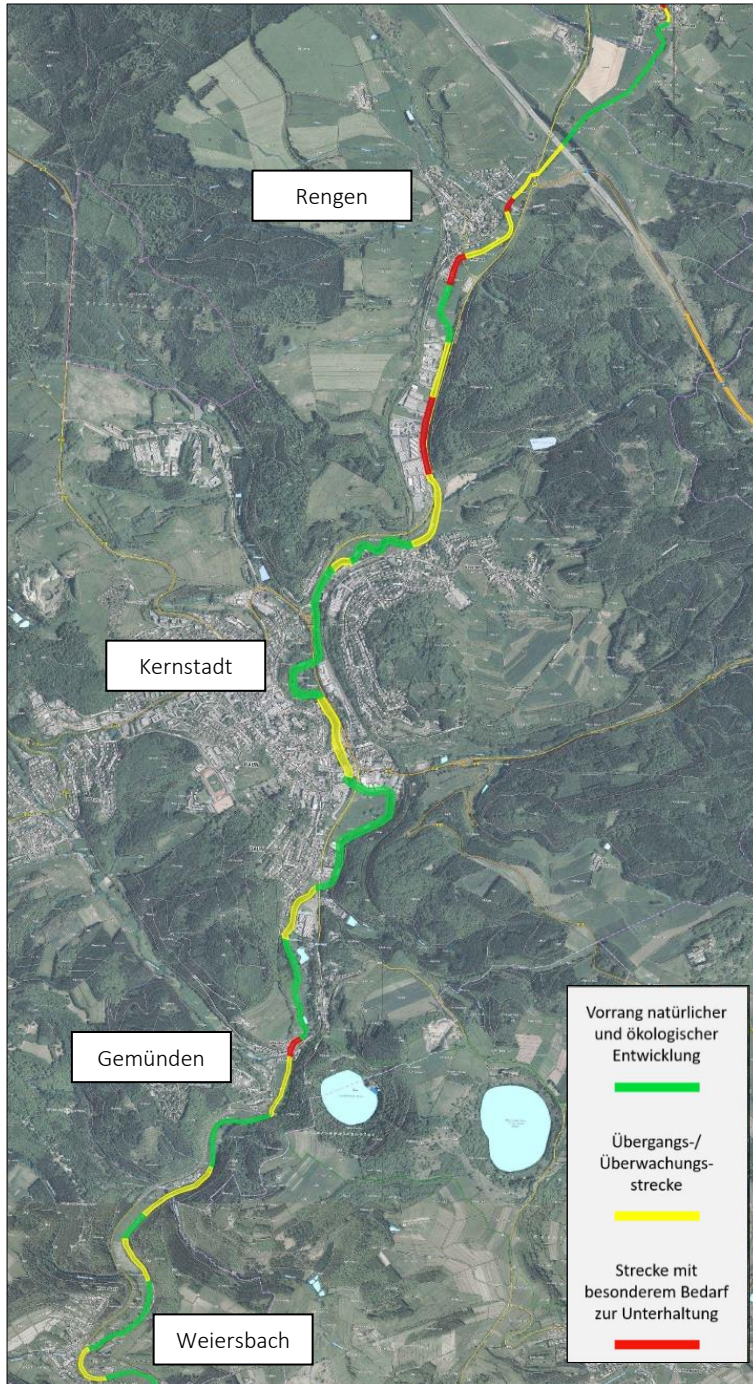 Rengen
Kernstadt
Gemünden
Weiersbach
Vorrang natürlicher
und ökologischer
Entwicklung
Übergangs-/
Überwachungs-
strecke
Strecke mit
besonderem Bedarf
zur Unterhaltung